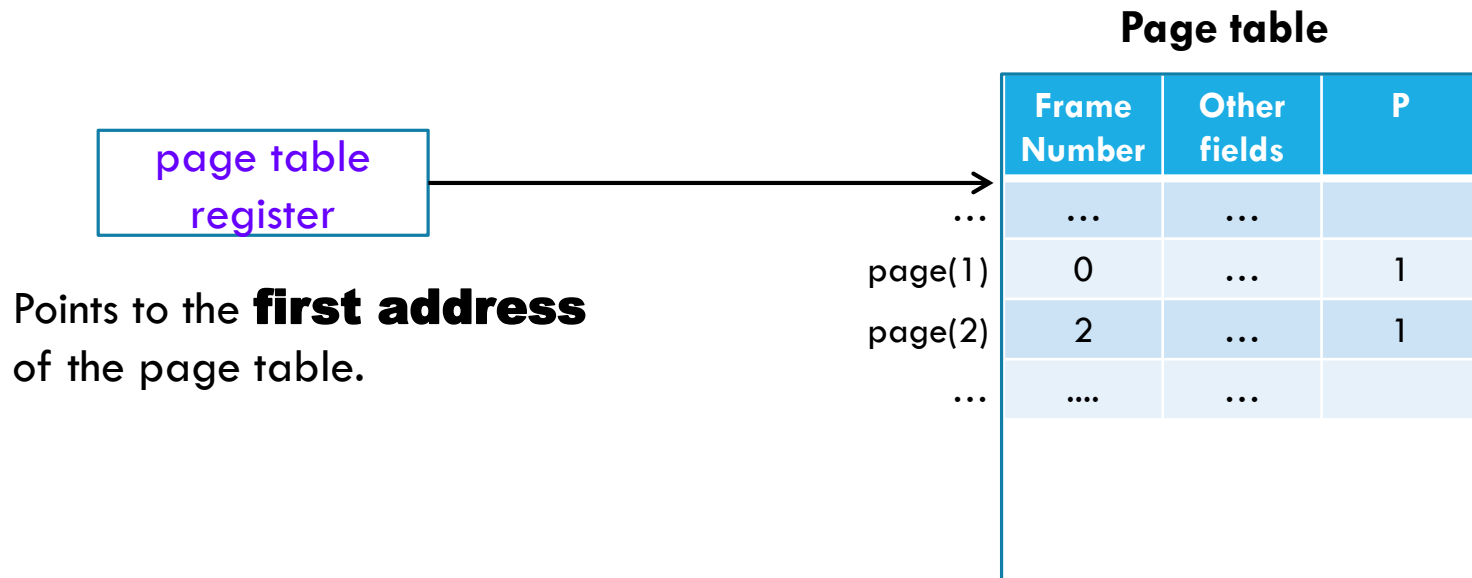 Page table
Frame Number Other fields P
page table
register
… … …
page(1) 0 … 1
Points to the first address
page(2) 2 … 1
of the page table.
… .... …